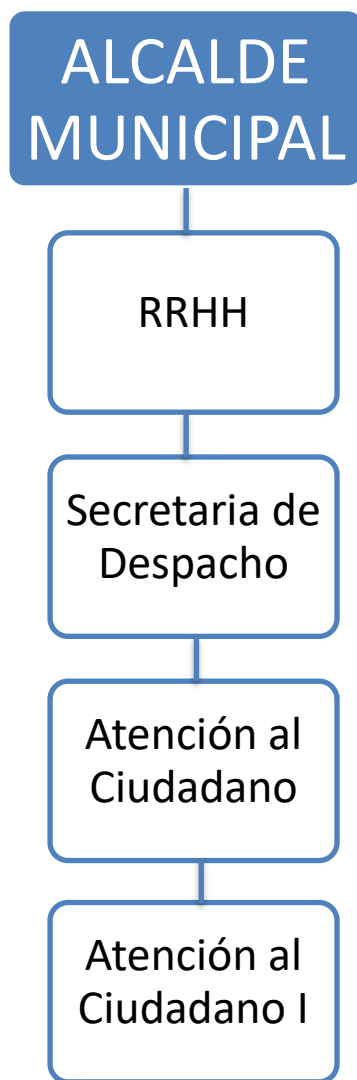 ALCALDE
MUNICIPAL
RRHH
Secretaria de
Despacho
Atención al
Ciudadano
Atención al
Ciudadano I